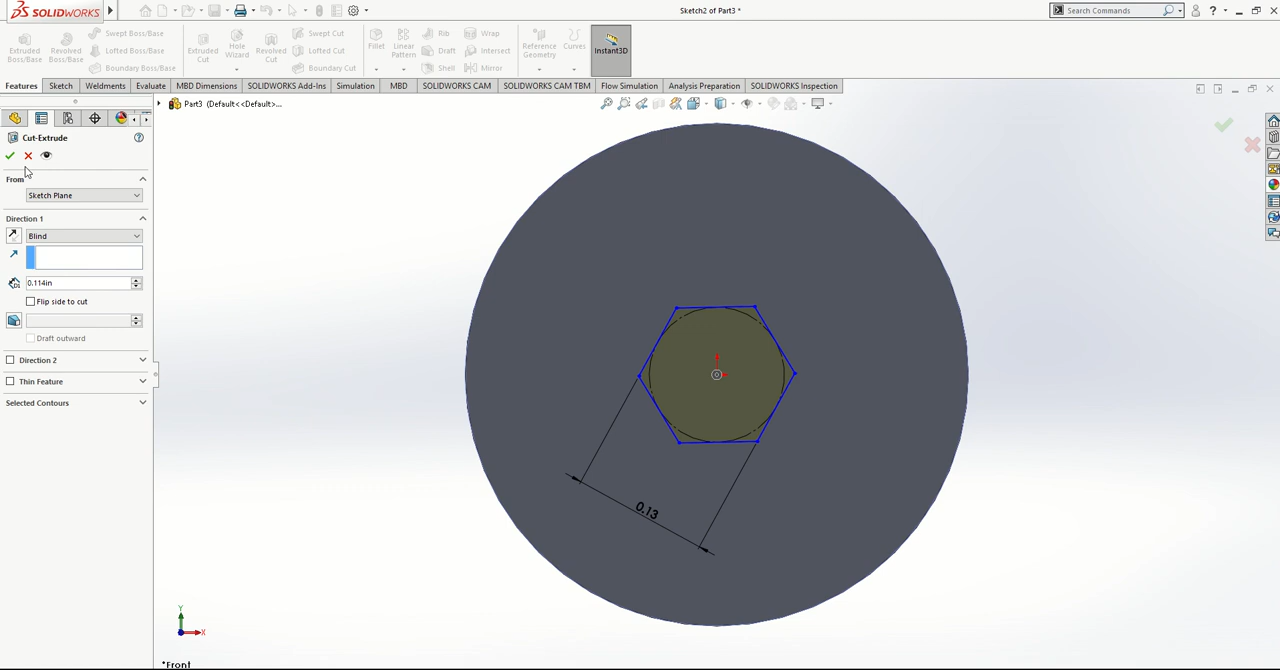 SOLIDWORKS
Sketch2 of Part3 *
Search Commands
?
Extruded Boss/Base
Revolved Boss/Base
Swept Boss/Base
Lofted Boss/Base
Boundary Boss/Base
Extruded Cut
Hole Wizard
Revolved Cut
Swept Cut
Lofted Cut
Boundary Cut
Fillet
Linear Pattern
Rib
Draft
Shell
Wrap
Intersect
Mirror
Reference Geometry
Curves
Instant3D
Features
Sketch
Weldments
Evaluate
MBD Dimensions
SOLIDWORKS Add-Ins
Simulation
MBD
SOLIDWORKS CAM
SOLIDWORKS CAM TBM
Flow Simulation
Analysis Preparation
SOLIDWORKS Inspection
Part3 (Default<<Default>...
Cut-Extrude
?
From
Sketch Plane
Direction 1
Blind
0.114in
Flip side to cut
Draft outward
Direction 2
Thin Feature
Selected Contours
0.13
Y
X
*Front